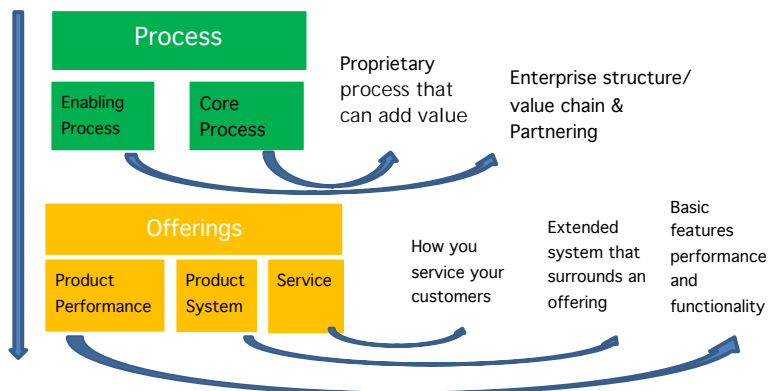 Process
Enabling
Process
Core
Process
Proprietary
process that
can add value
Enterprise structure/
value chain &
Partnering
Offerings
Product
Performance
Product
System
Service
How you
service your
customers
Extended
system that
surrounds an
offering
Basic
features
performance
and
functionality